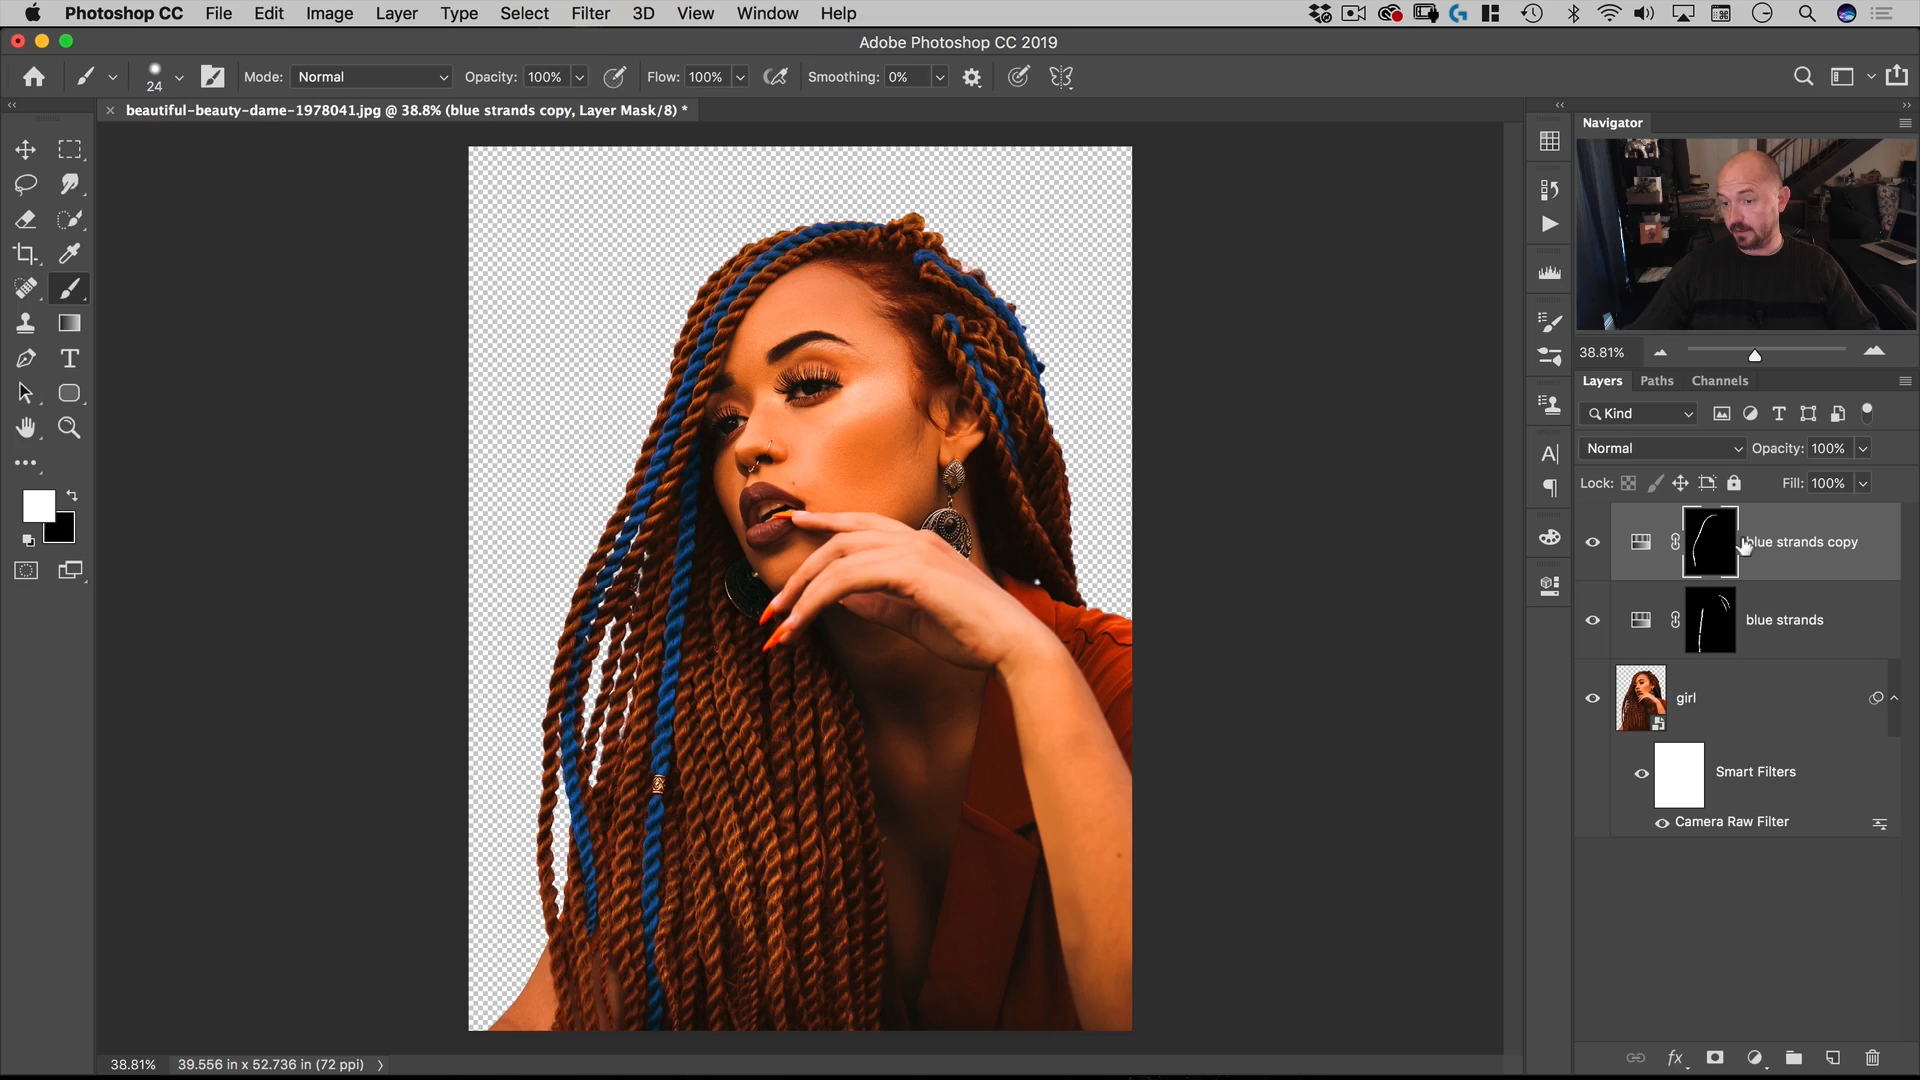 Photoshop CC File Edit Image Layer Type Select Filter 3D View Window Help
Adobe Photoshop CC 2019
24 Mode: Normal Opacity: 100% Flow: 100% Smoothing: 0%
beautiful-beauty-dame-1978041.jpg @ 38.8% (blue strands copy, Layer Mask/8) *
Navigator
38.81%
Layers Paths Channels
Kind
Normal Opacity: 100%
Lock: Fill: 100%
blue strands copy
blue strands
girl
Smart Filters
Camera Raw Filter
38.81% 39.556 in x 52.736 in (72 ppi)